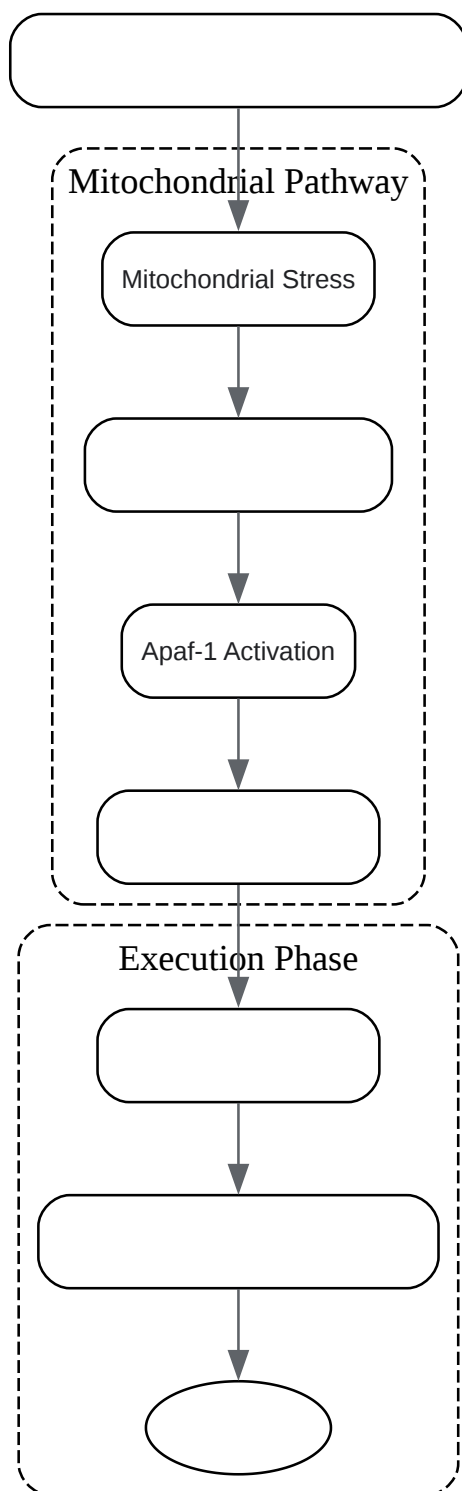 Mitochondrial Pathway
Mitochondrial Stress
Apaf-1 Activation
Execution Phase